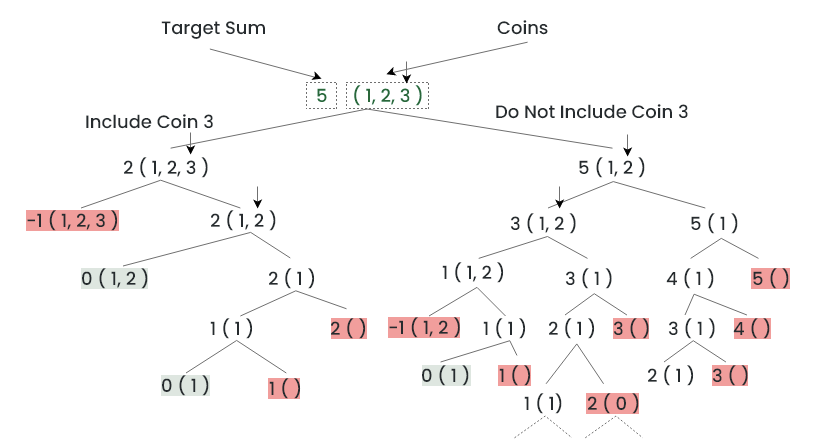 Target Sum Coins
5 ( 1, 2, 3 )
Include Coin 3 Do Not Include Coin 3
2 ( 1, 2, 3 ) 5 ( 1, 2 )
-1 ( 1, 2, 3 ) 2 ( 1, 2 ) 3 ( 1, 2 ) 5 ( 1 )
0 ( 1, 2 ) 2 ( 1 ) 1 ( 1, 2 ) 3 ( 1 ) 4 ( 1 ) 5 ( )
1 ( 1 ) 2 ( ) -1 ( 1, 2 ) 1 ( 1 ) 2 ( 1 ) 3 ( ) 3 ( 1 ) 4 ( )
0 ( 1 ) 1 ( ) 0 ( 1 ) 1 ( ) 2 ( 1 ) 3 ( )
1 ( 1 ) 2 ( 0 )